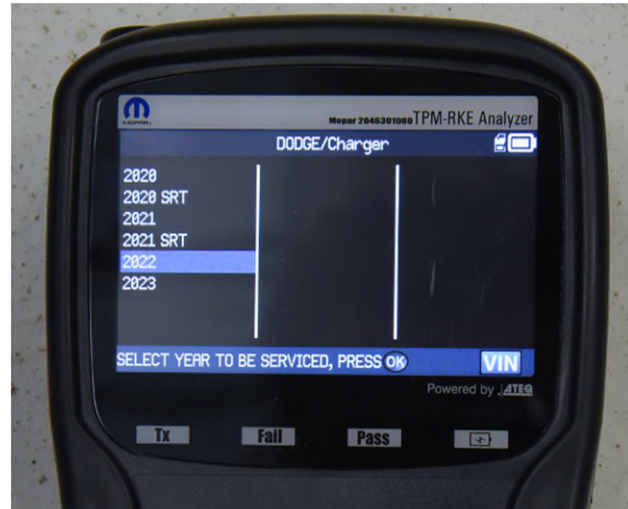 MOPAR
Mopar 2046301080 TPM-RKE Analyzer
DODGE/Charger
2020
2020 SRT
2021
2021 SRT
2022
2023
SELECT YEAR TO BE SERVICED, PRESS OK
VIN
Powered by ATEQ
Tx Fail Pass